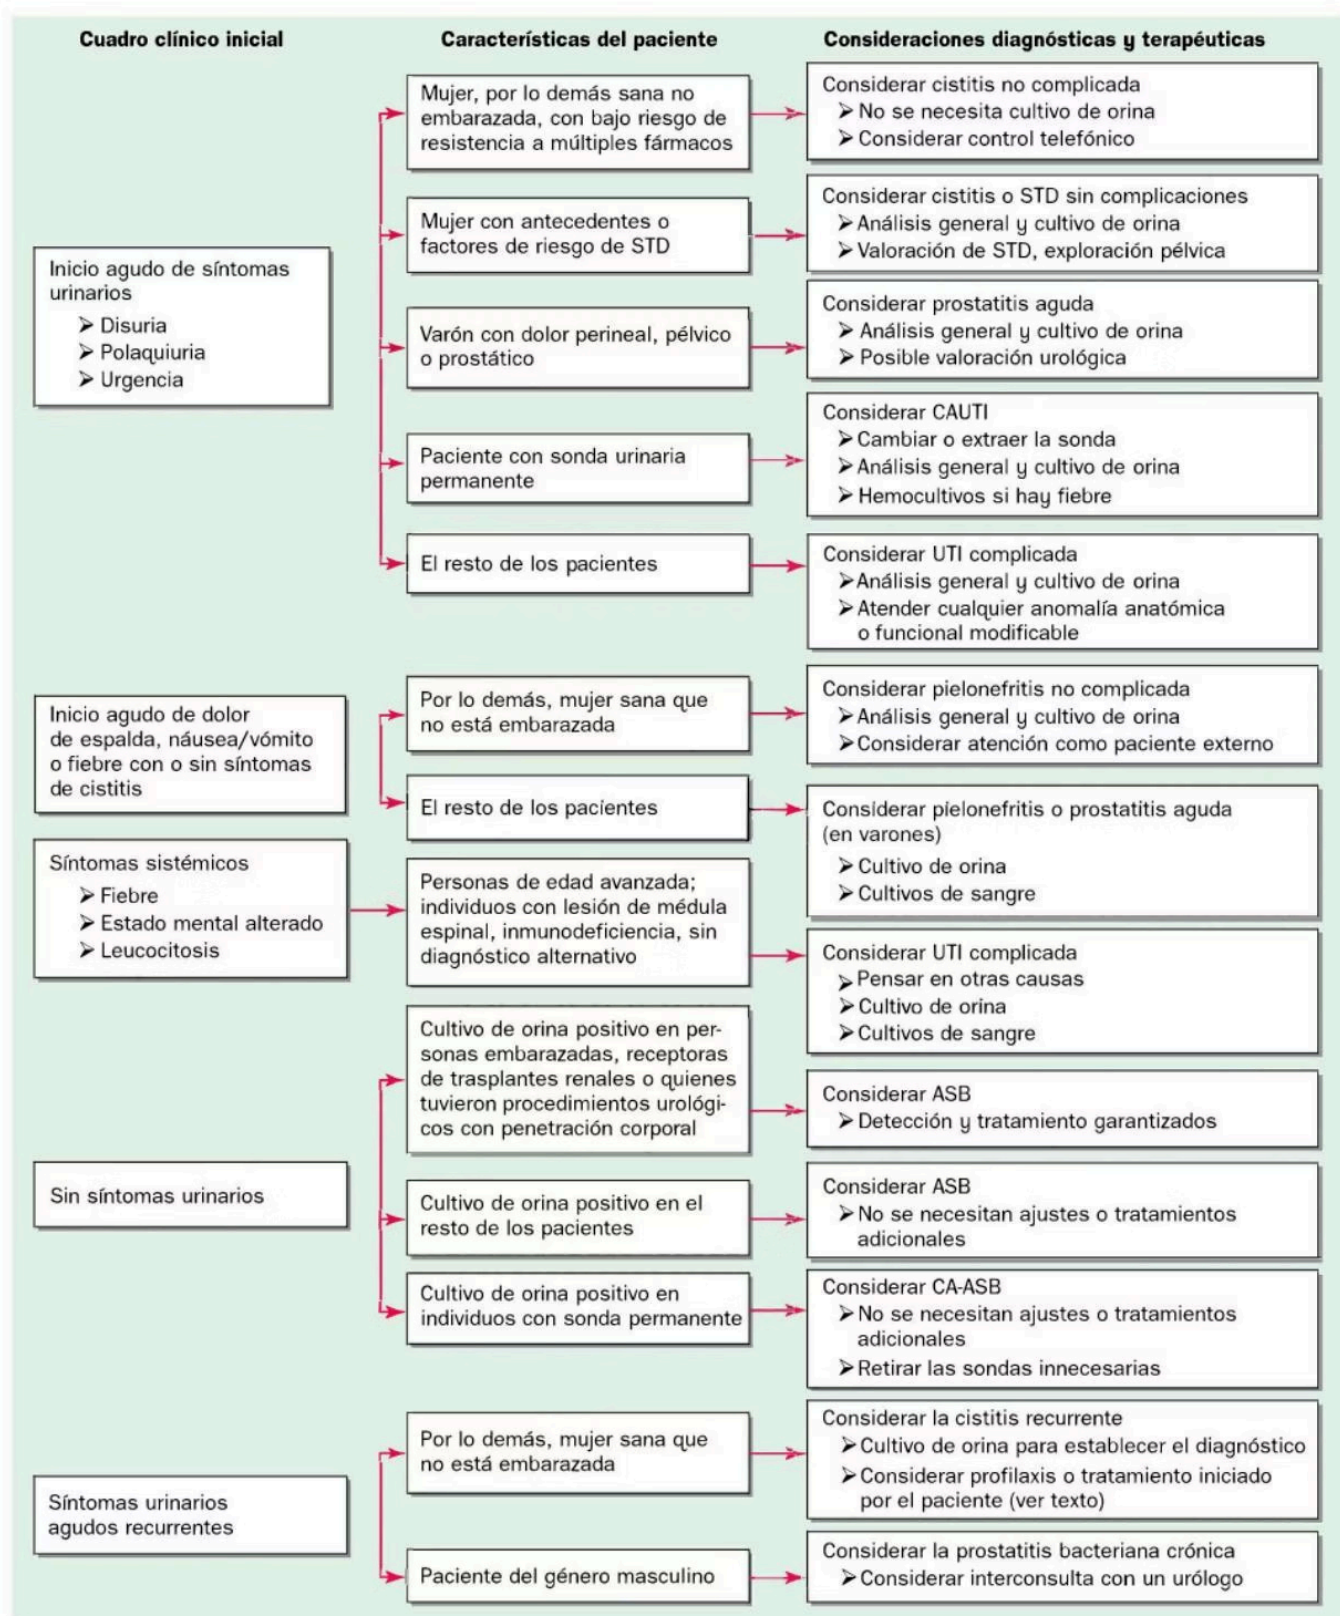 Cuadro clínico inicial
Características del paciente
Consideraciones diagnósticas y terapéuticas
Inicio agudo de síntomas
urinarios
➤ Disuria
➤ Polaquiuria
➤ Urgencia
Mujer, por lo demás sana no
embarazada, con bajo riesgo de
resistencia a múltiples fármacos
Considerar cistitis no complicada
➤ No se necesita cultivo de orina
➤ Considerar control telefónico
Mujer con antecedentes o
factores de riesgo de STD
Considerar cistitis o STD sin complicaciones
➤ Análisis general y cultivo de orina
➤ Valoración de STD, exploración pélvica
Varón con dolor perineal, pélvico
o prostático
Considerar prostatitis aguda
➤ Análisis general y cultivo de orina
➤ Posible valoración urológica
Paciente con sonda urinaria
permanente
Considerar CAUTI
➤ Cambiar o extraer la sonda
➤ Análisis general y cultivo de orina
➤ Hemocultivos si hay fiebre
El resto de los pacientes
Considerar UTI complicada
➤ Análisis general y cultivo de orina
➤ Atender cualquier anomalía anatómica
o funcional modificable
Inicio agudo de dolor
de espalda, náusea/vómito
o fiebre con o sin síntomas
de cistitis
Por lo demás, mujer sana que
no está embarazada
Considerar pielonefritis no complicada
➤ Análisis general y cultivo de orina
➤ Considerar atención como paciente externo
El resto de los pacientes
Considerar pielonefritis o prostatitis aguda
(en varones)
➤ Cultivo de orina
➤ Cultivos de sangre
Síntomas sistémicos
➤ Fiebre
➤ Estado mental alterado
➤ Leucocitosis
Personas de edad avanzada;
individuos con lesión de médula
espinal, inmunodeficiencia, sin
diagnóstico alternativo
Considerar UTI complicada
➤ Pensar en otras causas
➤ Cultivo de orina
➤ Cultivos de sangre
Sin síntomas urinarios
Cultivo de orina positivo en per-
sonas embarazadas, receptoras
de trasplantes renales o quienes
tuvieron procedimientos urológi-
cos con penetración corporal
Considerar ASB
➤ Detección y tratamiento garantizados
Cultivo de orina positivo en el
resto de los pacientes
Considerar ASB
➤ No se necesitan ajustes o tratamientos
adicionales
Cultivo de orina positivo en
individuos con sonda permanente
Considerar CA-ASB
➤ No se necesitan ajustes o tratamientos
adicionales
➤ Retirar las sondas innecesarias
Síntomas urinarios
agudos recurrentes
Por lo demás, mujer sana que
no está embarazada
Considerar la cistitis recurrente
➤ Cultivo de orina para establecer el diagnóstico
➤ Considerar profilaxis o tratamiento iniciado
por el paciente (ver texto)
Paciente del género masculino
Considerar la prostatitis bacteriana crónica
➤ Considerar interconsulta con un urólogo